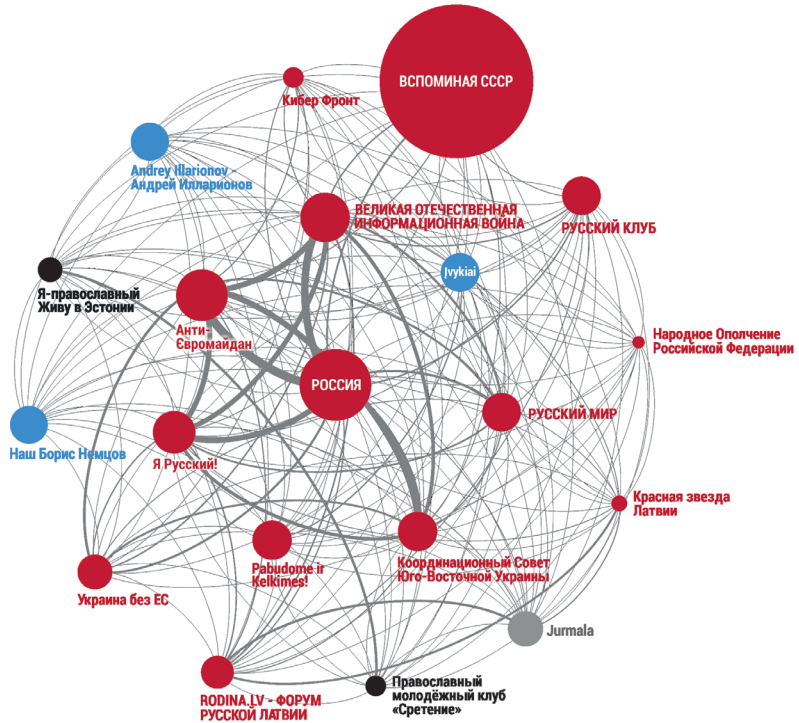 ВСПОМИНАЯ СССР
Кибер Фронт
Andrey Illarionov -
Андрей Илларионов
ВЕЛИКАЯ ОТЕЧЕСТВЕННАЯ
ИНФОРМАЦИОННАЯ ВОЙНА
РУССКИЙ КЛУБ
Įvykiai
Я-православный
Живу в Эстонии
Анти-
Євромайдан
Народное Ополчение
Российской Федерации
РОССИЯ
РУССКИЙ МИР
Наш Борис Немцов
Я Русский!
Красная звезда
Латвии
Pabudome ir
Kelkimes!
Координационный Совет
Юго-Восточной Украины
Украина без ЕС
Jurmala
RODINA.LV - ФОРУМ
РУССКОЙ ЛАТВИИ
Православный
молодёжный клуб
«Сретение»